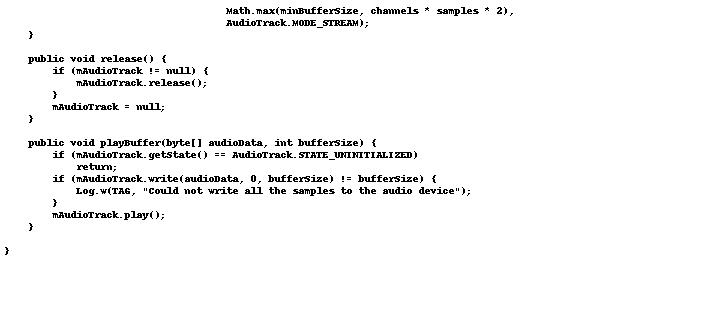 Math.max(minBufferSize, channels * samples * 2),
AudioTrack.MODE_STREAM);
}
public void release() {
if (mAudioTrack != null) {
mAudioTrack.release();
}
mAudioTrack = null;
}
public void playBuffer(byte[] audioData, int bufferSize) {
if (mAudioTrack.getState() == AudioTrack.STATE_UNINITIALIZED)
return;
if (mAudioTrack.write(audioData, 0, bufferSize) != bufferSize) {
Log.w(TAG, "Could not write all the samples to the audio device");
}
mAudioTrack.play();
}
}